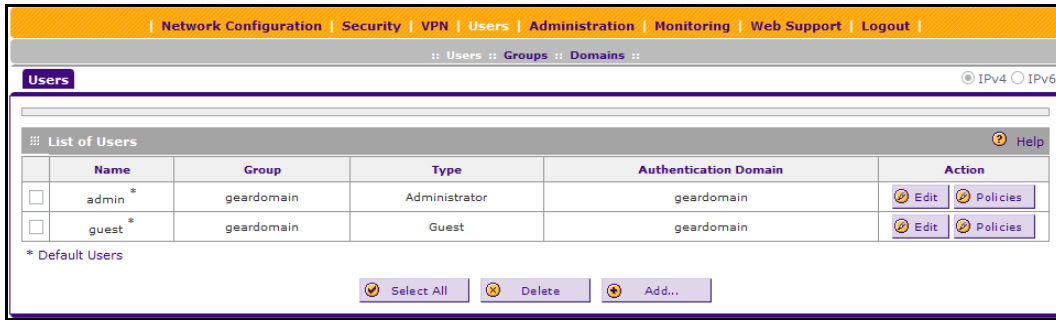 | Network Configuration | Security | VPN | Users | Administration | Monitoring | Web Support | Logout |
:: Users :: Groups :: Domains ::
Users IPv4 IPv6
List of Users Help
Name Group Type Authentication Domain Action
admin * geardomain Administrator geardomain Edit Policies
guest * geardomain Guest geardomain Edit Policies
* Default Users
Select All Delete Add...